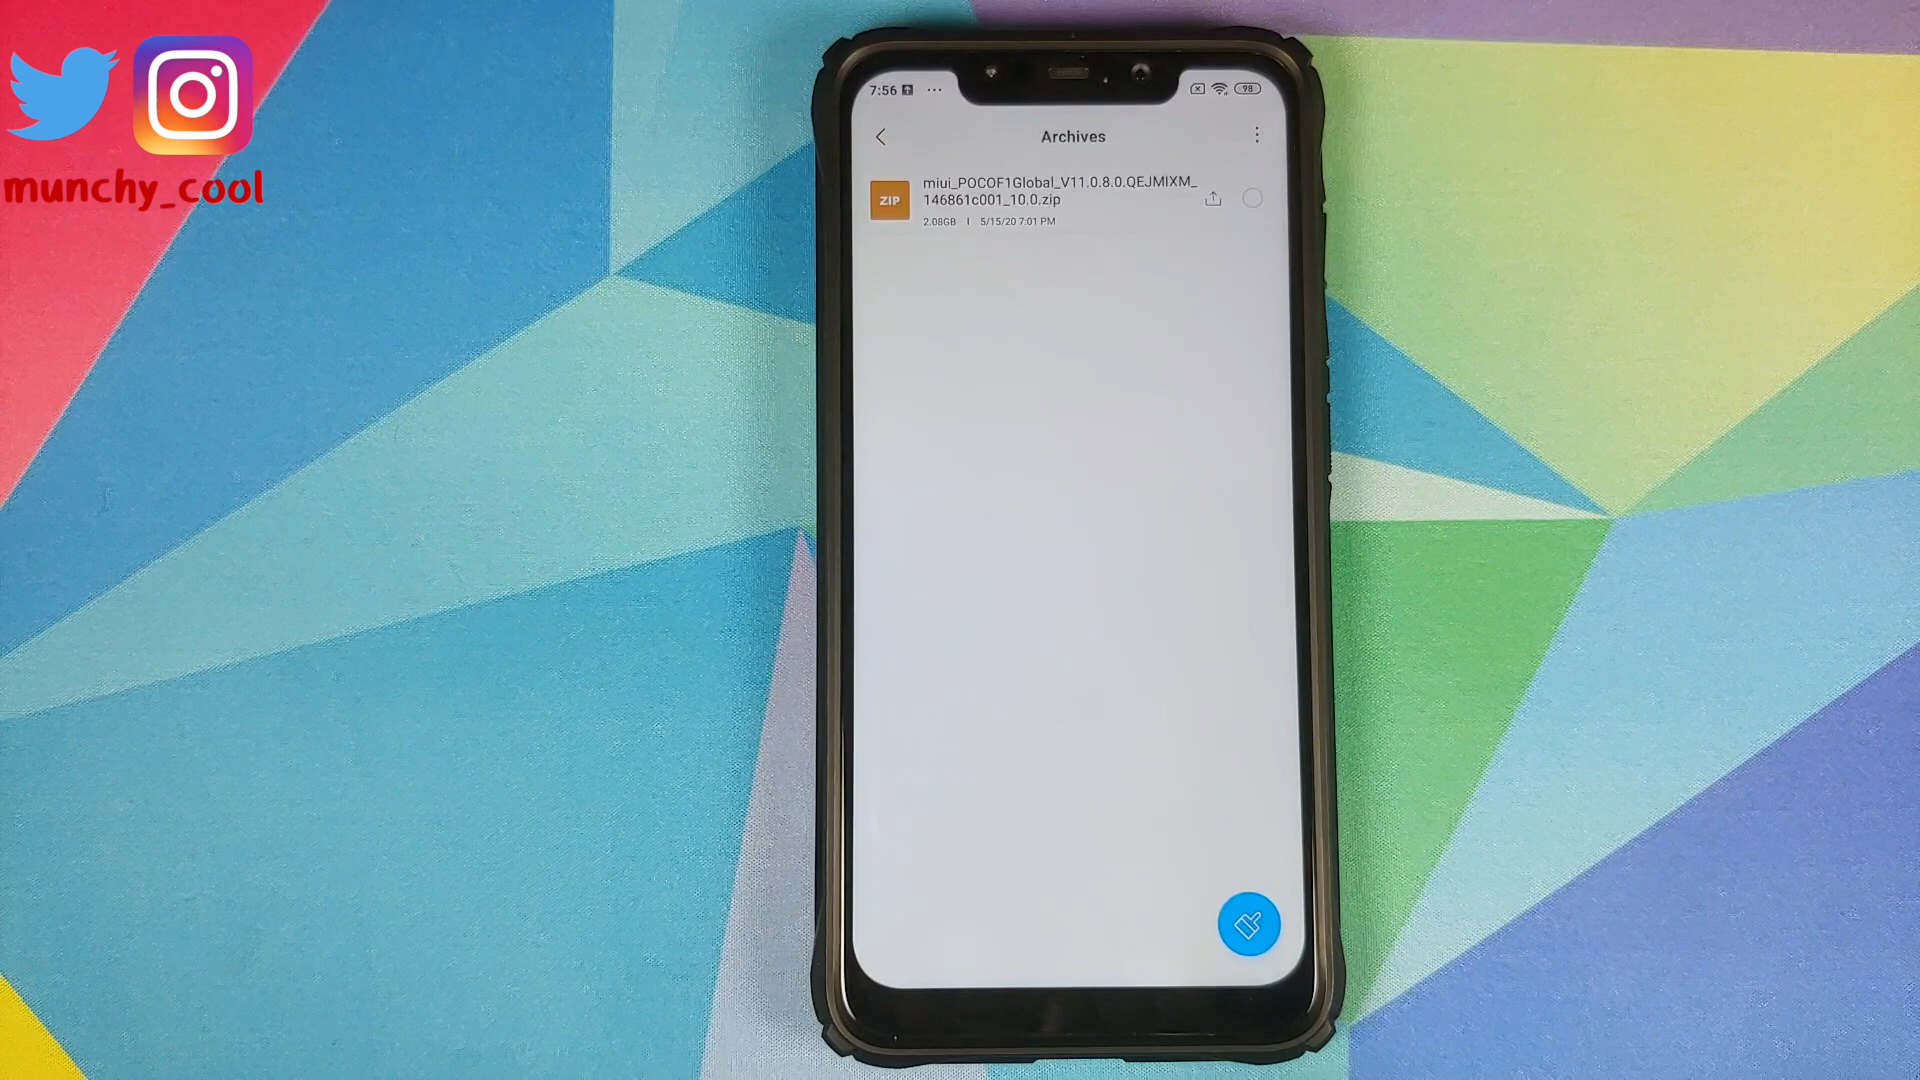 munchy_cool
7:56 ...
98
Archives
ZIP
miui_POCOF1Global_V11.0.8.0.QEJMIXM_
146861c001_10.0.zip
2.08GB | 5/15/20 7:01 PM